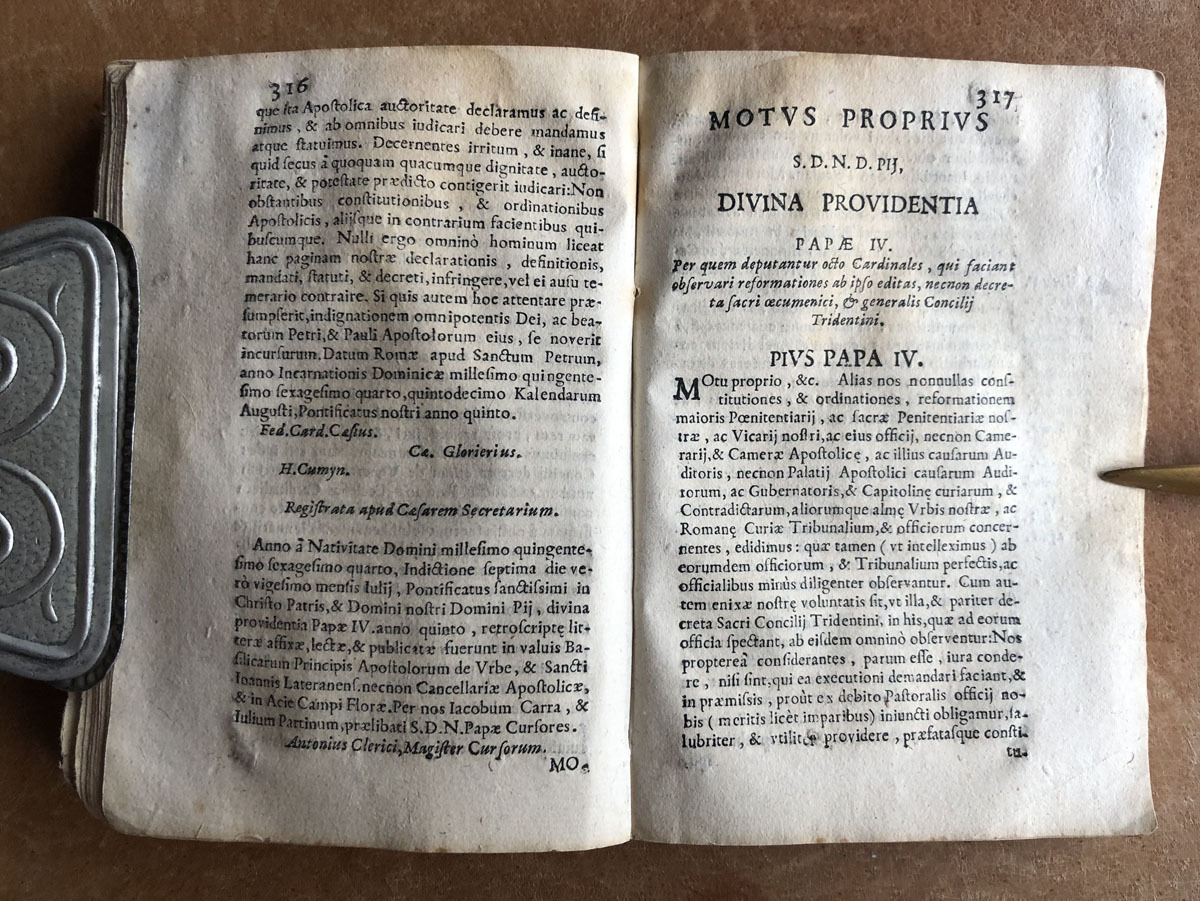 316
que ita Apoſtolica auctoritate declaramus ac defi-
nimus, & ab omnibus iudicari debere mandamus
atque ſtatuimus. Decernentes irritum, & inane, ſi
quid ſecus à quoquam quacumque dignitate, aucto-
ritate, & poteſtate prædicto contigerit iudicari: Non
obſtantibus conſtitutionibus, & ordinationibus
Apoſtolicis, alijſque in contrarium facientibus qui-
buſcumque. Nulli ergo omninò hominum liceat
hanc paginam noſtræ declarationis, definitionis,
mandati, ſtatuti, & decreti, infringere, vel ei auſu te-
merario contraire. Si quis autem hoc attentare præ-
ſumpſerit, indignationem omnipotentis Dei, ac bea-
torum Petri, & Pauli Apoſtolorum eius, ſe noverit
incurſurum. Datum Romæ apud Sanctum Petrum,
anno Incarnationis Dominicæ milleſimo quingente-
ſimo ſexageſimo quarto, quintodecimo Kalendarum
Auguſti, Pontificatus noſtri anno quinto.
Fed. Card. Cæſius.
Cæ. Glorierius.
H. Cumyn.
Regiſtrata apud Cæſarem Secretarium.
Anno à Nativitate Domini milleſimo quingente-
ſimo ſexageſimo quarto, Indictione ſeptima die ve-
rò vigeſimo menſis Iulij, Pontificatus ſanctiſſimi in
Chriſto Patris, & Domini noſtri Domini Pij, divina
providentia Papæ IV. anno quinto, retroſcriptę lit-
teræ affixæ, lectæ, & publicatæ fuerunt in valuis Ba-
ſilicarum Principis Apoſtolorum de Vrbe, & Sancti
Ioannis Lateranenſ. necnon Cancellariæ Apoſtolicæ,
& in Acie Campi Floræ. Per nos Iacobum Carra, &
Iulium Partinum, prælibati S.D.N. Papæ Curſores.
Antonius Clerici, Magiſter Curſorum.
MO-
317
MOTVS PROPRIVS
S. D. N. D. PIJ,
DIVINA PROVIDENTIA
PAPÆ IV.
Per quem deputantur octo Cardinales, qui faciant
obſervari reformationes ab ipſo editas, necnon decre-
ta ſacri œcumenici, & generalis Concilij
Tridentini.
PIVS PAPA IV.
MOtu proprio, &c. Alias nos nonnullas conſ-
titutiones, & ordinationes, reformationem
maioris Pœnitentiarij, ac ſacræ Penitentiariæ noſ-
træ, ac Vicarij noſtri, ac eius officij, necnon Came-
rarij, & Cameræ Apoſtolicę, ac illius cauſarum Au-
ditoris, necnon Palatij Apoſtolici cauſarum Audi-
torum, ac Gubernatoris, & Capitolinę curiarum, &
Contradictarum, aliorumque almę Vrbis noſtræ, ac
Romanę Curiæ Tribunalium, & officiorum concer-
nentes, edidimus: quæ tamen (vt intelleximus) ab
eorumdem officiorum, & Tribunalium perfectis, ac
officialibus minùs diligenter obſervantur. Cum au-
tem enixæ noſtrę voluntatis ſit, vt illa, & pariter de-
creta Sacri Concilij Tridentini, in his, quæ ad eorum
officia ſpectant, ab eiſdem omninò obſerventur: Nos
propterea conſiderantes, parum eſſe, iura conde-
re, niſi ſint, qui ea executioni demandari faciant, &
in præmiſſis, proùt ex debito Paſtoralis officij no-
bis (meritis licèt imparibus) iniuncti obligamur, ſa-
lubriter, & vtiliter providere, præfataſque conſti-
tu-